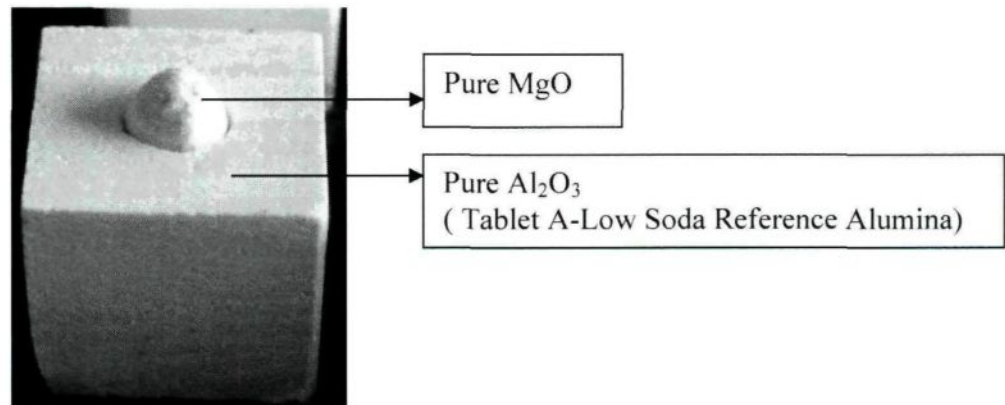 Pure MgO
Pure Al₂O₃
( Tablet A-Low Soda Reference Alumina)